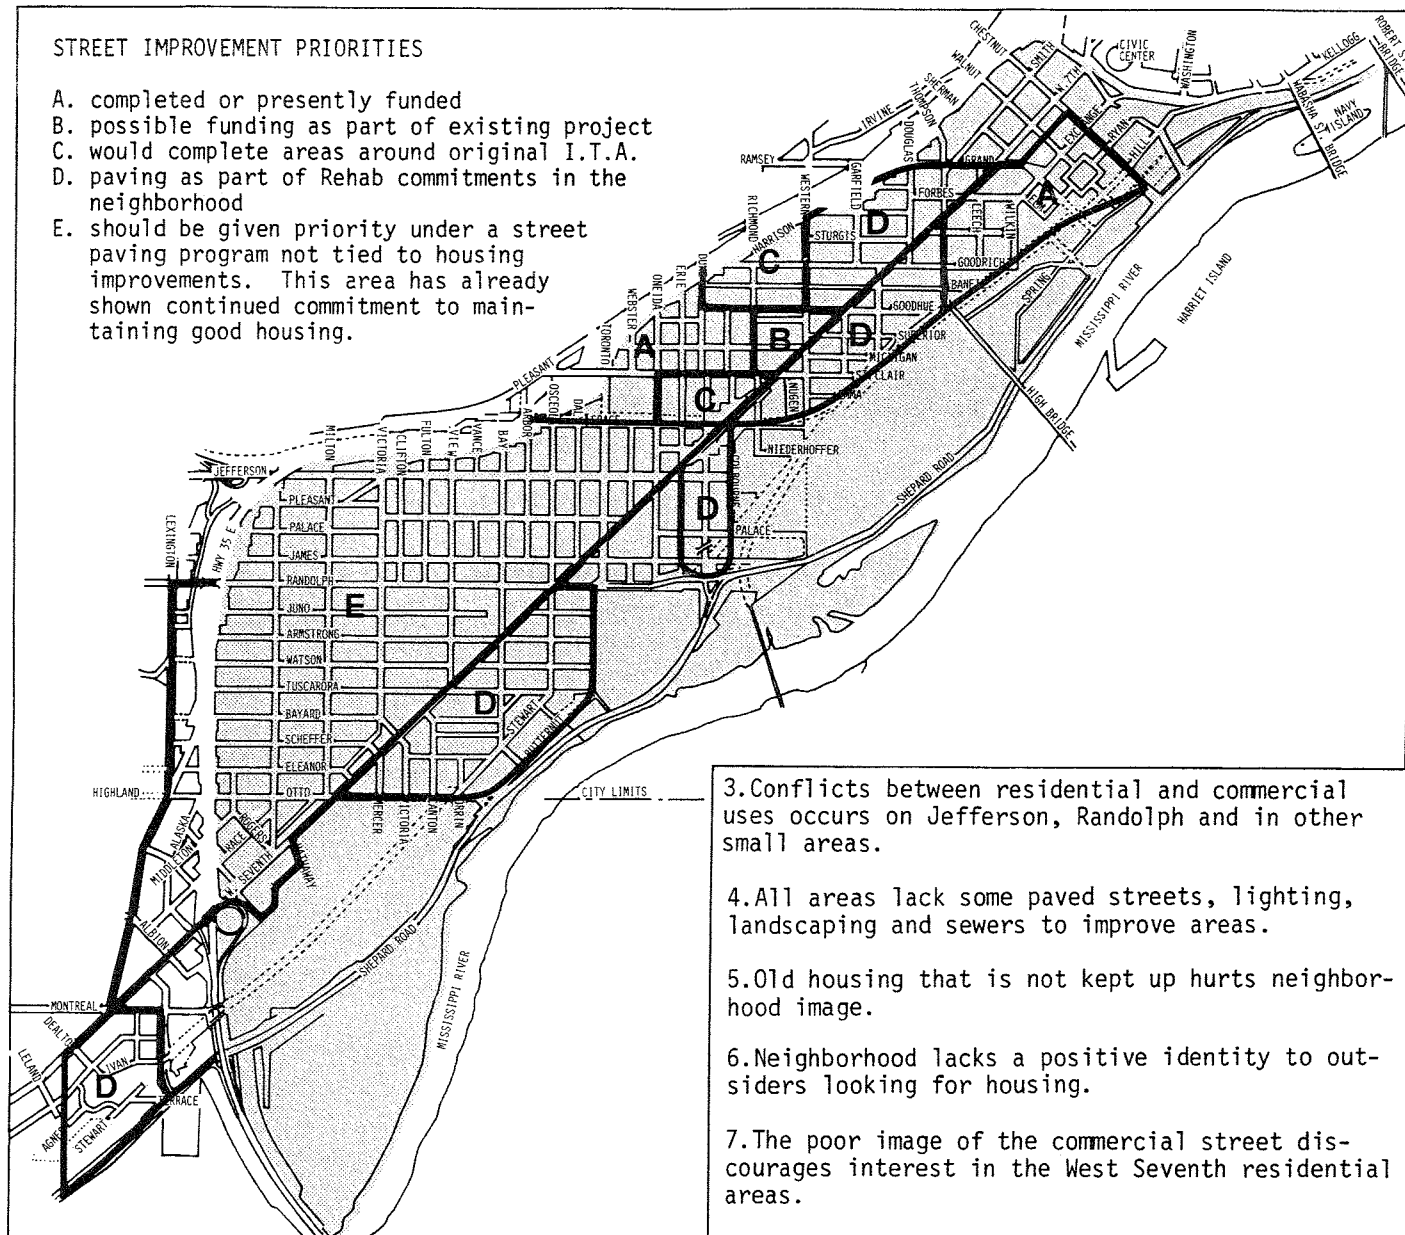 STREET IMPROVEMENT PRIORITIES
A. completed or presently funded
B. possible funding as part of existing project
C. would complete areas around original I.T.A.
D. paving as part of Rehab commitments in the
neighborhood
E. should be given priority under a street
paving program not tied to housing
improvements. This area has already
shown continued commitment to main-
taining good housing.
CHESTNUT
WALNUT
SMITH
W. 7TH
CIVIC
CENTER
WASHINGTON
KELLOGG
ROBERT ST.
BRIDGE
WABASHA ST. BRIDGE
NAVY
ISLAND
SHERMAN
THOMPSON
IRVINE
DOUGLAS
EXCHANGE
RYAN
HILL
RAMSEY
GRAND
GARFIELD
WESTERN
FORBES
LEECH
WILKIN
A
RICHMOND
HARRISON
STURGIS
D
C
GOODRICH
BANFIL
SPRING
MISSISSIPPI RIVER
HARRIET ISLAND
ERIE
ONEIDA
WEBSTER
TORONTO
GOODHUE
SUPERIOR
MICHIGAN
ST. CLAIR
A
B
D
PLEASANT
C
OSCEOLA
ARBOR
HIGH BRIDGE
MILTON
VICTORIA
CLIFTON
FULTON
VIEW
VANCE
BAY
NIEDERHOFFER
JEFFERSON
SHEPARD ROAD
PLEASANT
D
COLBORNE
LEXINGTON
HWY 35 E
PALACE
PALACE
JAMES
RANDOLPH
JUNO
E
ARMSTRONG
WATSON
TUSCARORA
D
BAYARD
STEWART
BUTTERNUT
SCHEFFER
ELEANOR
HIGHLAND
OTTO
CITY LIMITS
MERCER
VICTORIA
CANTON
ALASKA
MIDDLETON
RACE
ROGERS
W. SEVENTH
HATHAWAY
ALBION
SHEPARD ROAD
MISSISSIPPI RIVER
MONTREAL
LELAND
IVAN
D
TERRACE
AGNES
STEWART
3.Conflicts between residential and commercial
uses occurs on Jefferson, Randolph and in other
small areas.
4.All areas lack some paved streets, lighting,
landscaping and sewers to improve areas.
5.Old housing that is not kept up hurts neighbor-
hood image.
6.Neighborhood lacks a positive identity to out-
siders looking for housing.
7.The poor image of the commercial street dis-
courages interest in the West Seventh residential
areas.